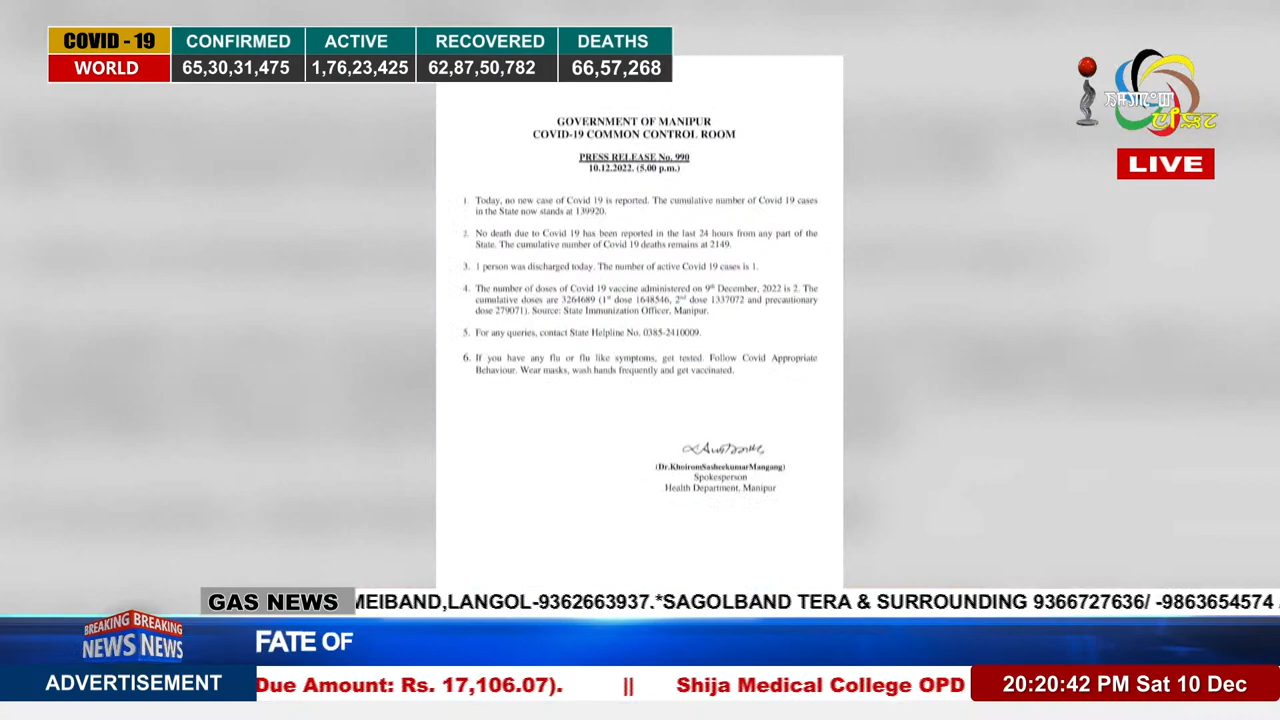 COVID - 19 CONFIRMED ACTIVE RECOVERED DEATHS
WORLD 65,30,31,475 1,76,23,425 62,87,50,782 66,57,268
LIVE
GOVERNMENT OF MANIPUR
COVID-19 COMMON CONTROL ROOM
PRESS RELEASE No. 990
10.12.2022. (5.00 p.m.)
1. Today, no new case of Covid 19 is reported. The cumulative number of Covid 19 cases
in the State now stands at 139920.
2. No death due to Covid 19 has been reported in the last 24 hours from any part of the
State. The cumulative number of Covid 19 deaths remains at 2149.
3. 1 person was discharged today. The number of active Covid 19 cases is 1.
4. The number of doses of Covid 19 vaccine administered on 9th December, 2022 is 2. The
cumulative doses are 3264689 (1st dose 1648546, 2nd dose 1337072 and precautionary
dose 279071). Source: State Immunization Officer, Manipur.
5. For any queries, contact State Helpline No. 0385-2410009.
6. If you have any flu or flu like symptoms, get tested. Follow Covid Appropriate
Behaviour. Wear masks, wash hands frequently and get vaccinated.
(Dr.KhoiromSasheekumarMangang)
Spokesperson
Health Department, Manipur
GAS NEWS MEIBAND,LANGOL-9362663937.*SAGOLBAND TERA & SURROUNDING 9366727636/ -9863654574 /
BREAKING BREAKING
NEWS NEWS
FATE OF
ADVERTISEMENT Due Amount: Rs. 17,106.07). || Shija Medical College OPD 20:20:42 PM Sat 10 Dec